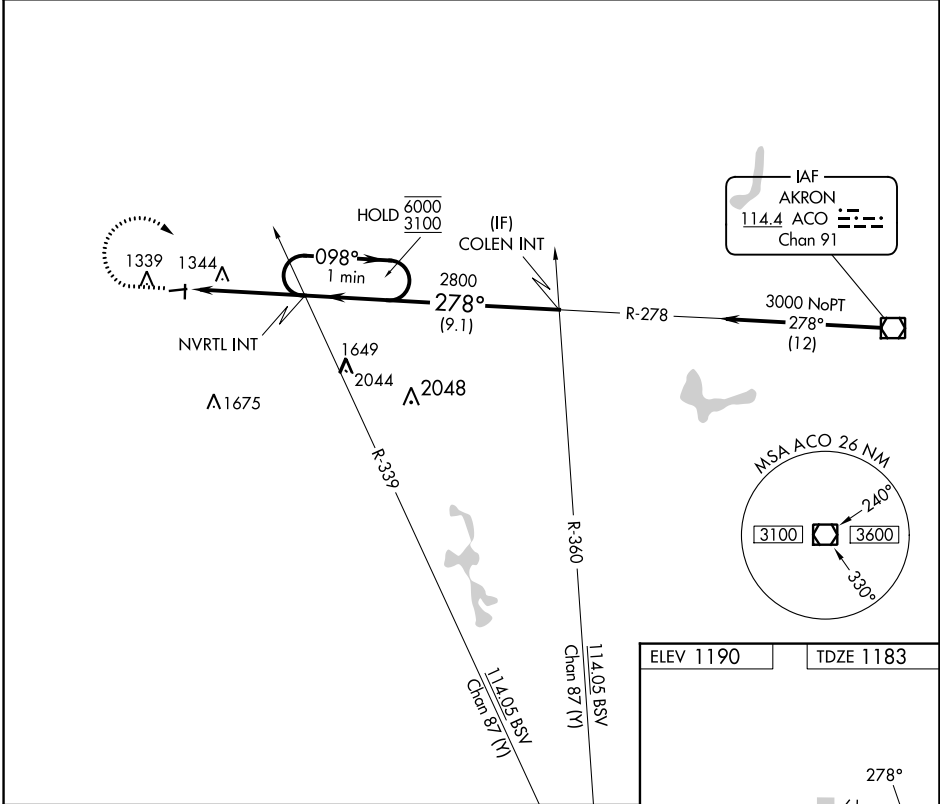 IAF
AKRON
114.4 ACO
Chan 91
HOLD 6000
3100
(IF)
COLEN INT
098°
1 min
1339
1344
2800
278°
(9.1)
R-278
3000 NoPT
278°
(12)
NVRTL INT
1649
2044
2048
1675
R-339
MSA ACO 26 NM
240°
3100
3600
330°
R-360
114.05 BSV
Chan 87 (Y)
114.05 BSV
Chan 87 (Y)
ELEV 1190
TDZE 1183
278°